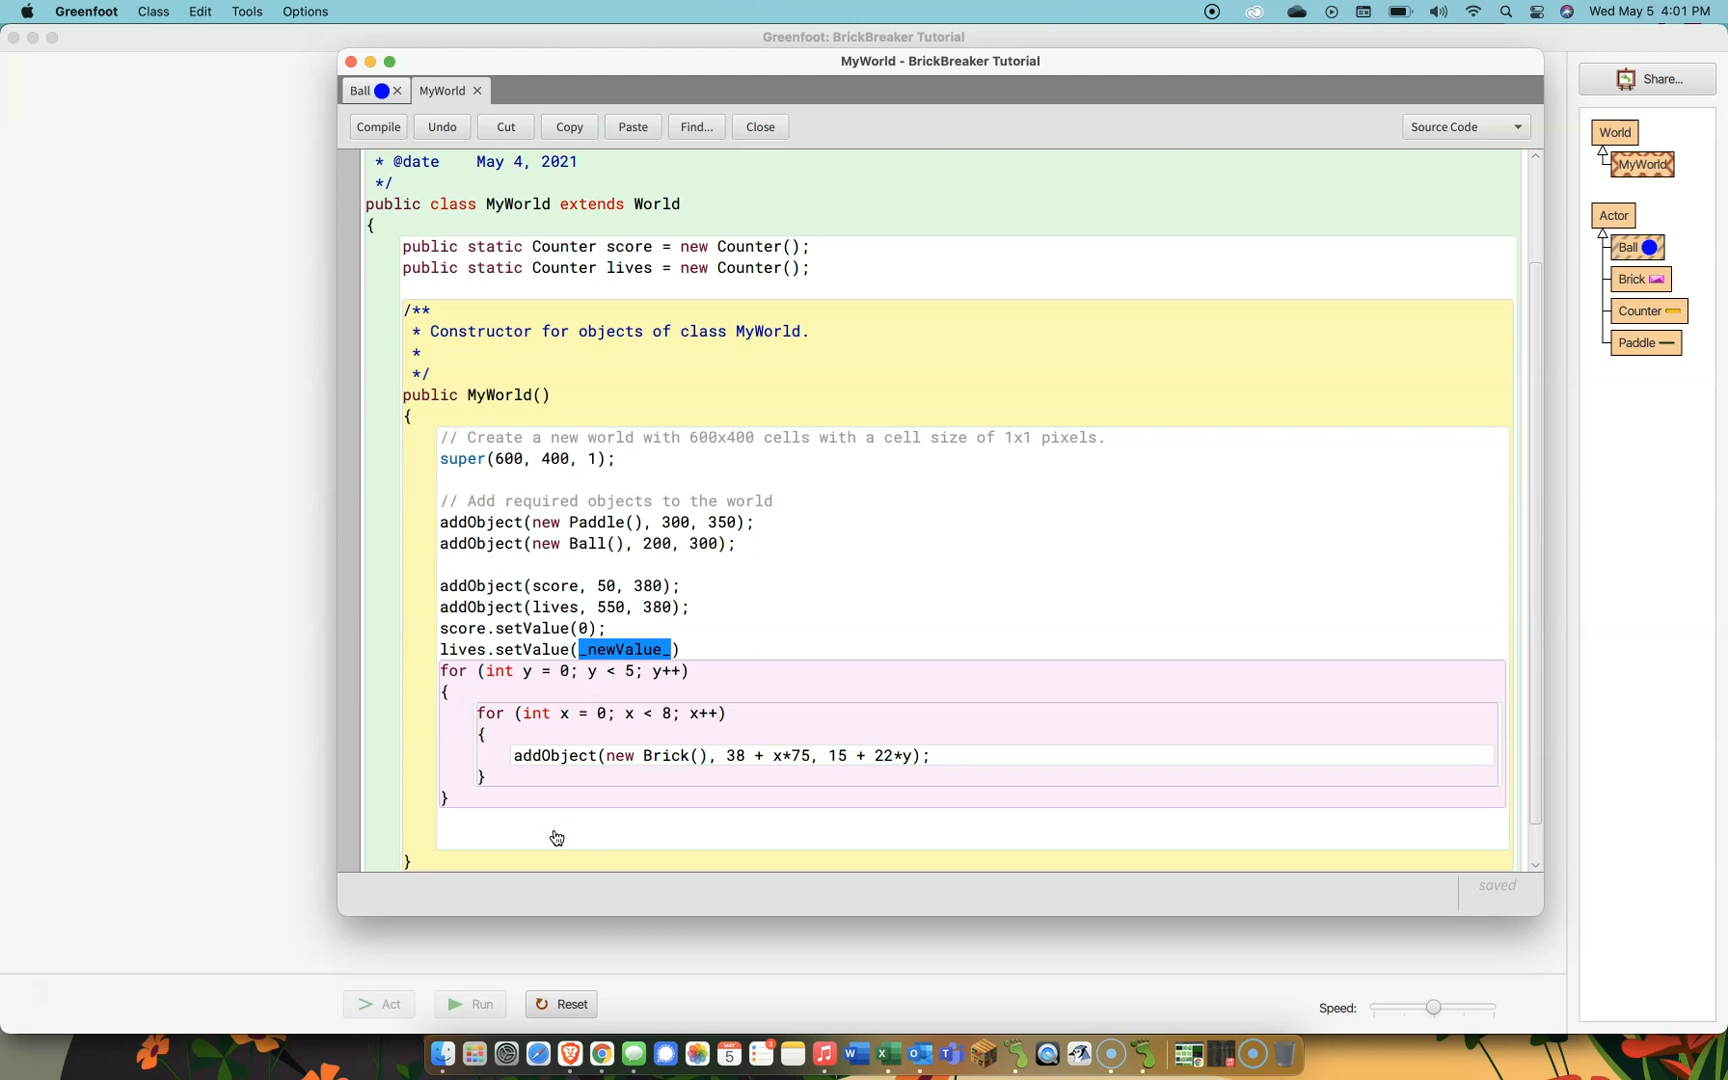 Greenfoot Class Edit Tools Options Wed May 5 4:01 PM
Greenfoot: BrickBreaker Tutorial
MyWorld - BrickBreaker Tutorial
Ball MyWorld
Compile Undo Cut Copy Paste Find... Close Source Code
* @date May 4, 2021
*/
public class MyWorld extends World
{
public static Counter score = new Counter();
public static Counter lives = new Counter();
/**
* Constructor for objects of class MyWorld.
*
*/
public MyWorld()
{
// Create a new world with 600x400 cells with a cell size of 1x1 pixels.
super(600, 400, 1);
// Add required objects to the world
addObject(new Paddle(), 300, 350);
addObject(new Ball(), 200, 300);
addObject(score, 50, 380);
addObject(lives, 550, 380);
score.setValue(0);
lives.setValue(_newValue_)
for (int y = 0; y < 5; y++)
{
for (int x = 0; x < 8; x++)
{
addObject(new Brick(), 38 + x*75, 15 + 22*y);
}
}
}
saved
Share...
World
MyWorld
Actor
Ball
Brick
Counter
Paddle
Act Run Reset Speed: